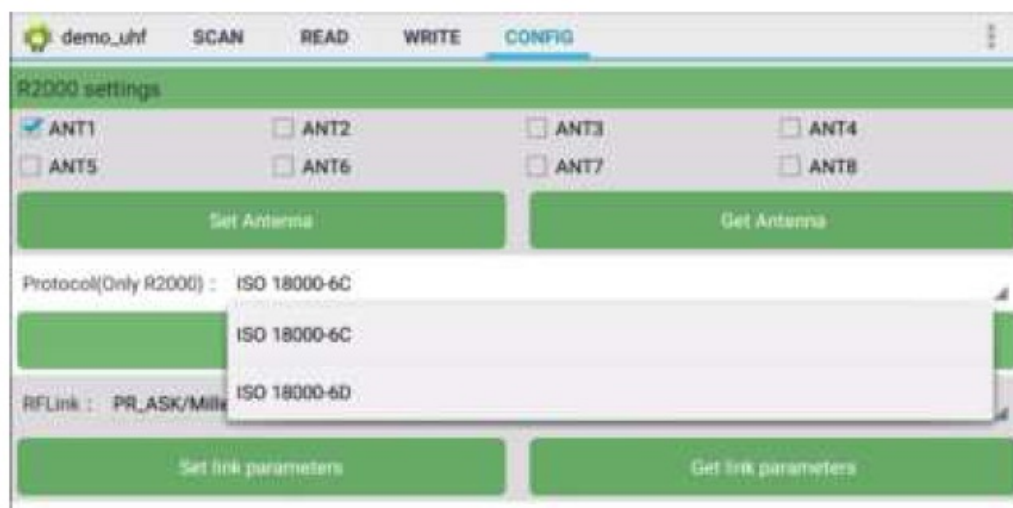 demo_uhf SCAN READ WRITE CONFIG
R2000 settings
ANT1 ANT2 ANT3 ANT4
ANT5 ANT6 ANT7 ANT8
Set Antenna Get Antenna
Protocol(Only R2000) : ISO 18000-6C
ISO 18000-6C
ISO 18000-6D
RFLink : PR_ASK/Mille
Set link parameters Get link parameters